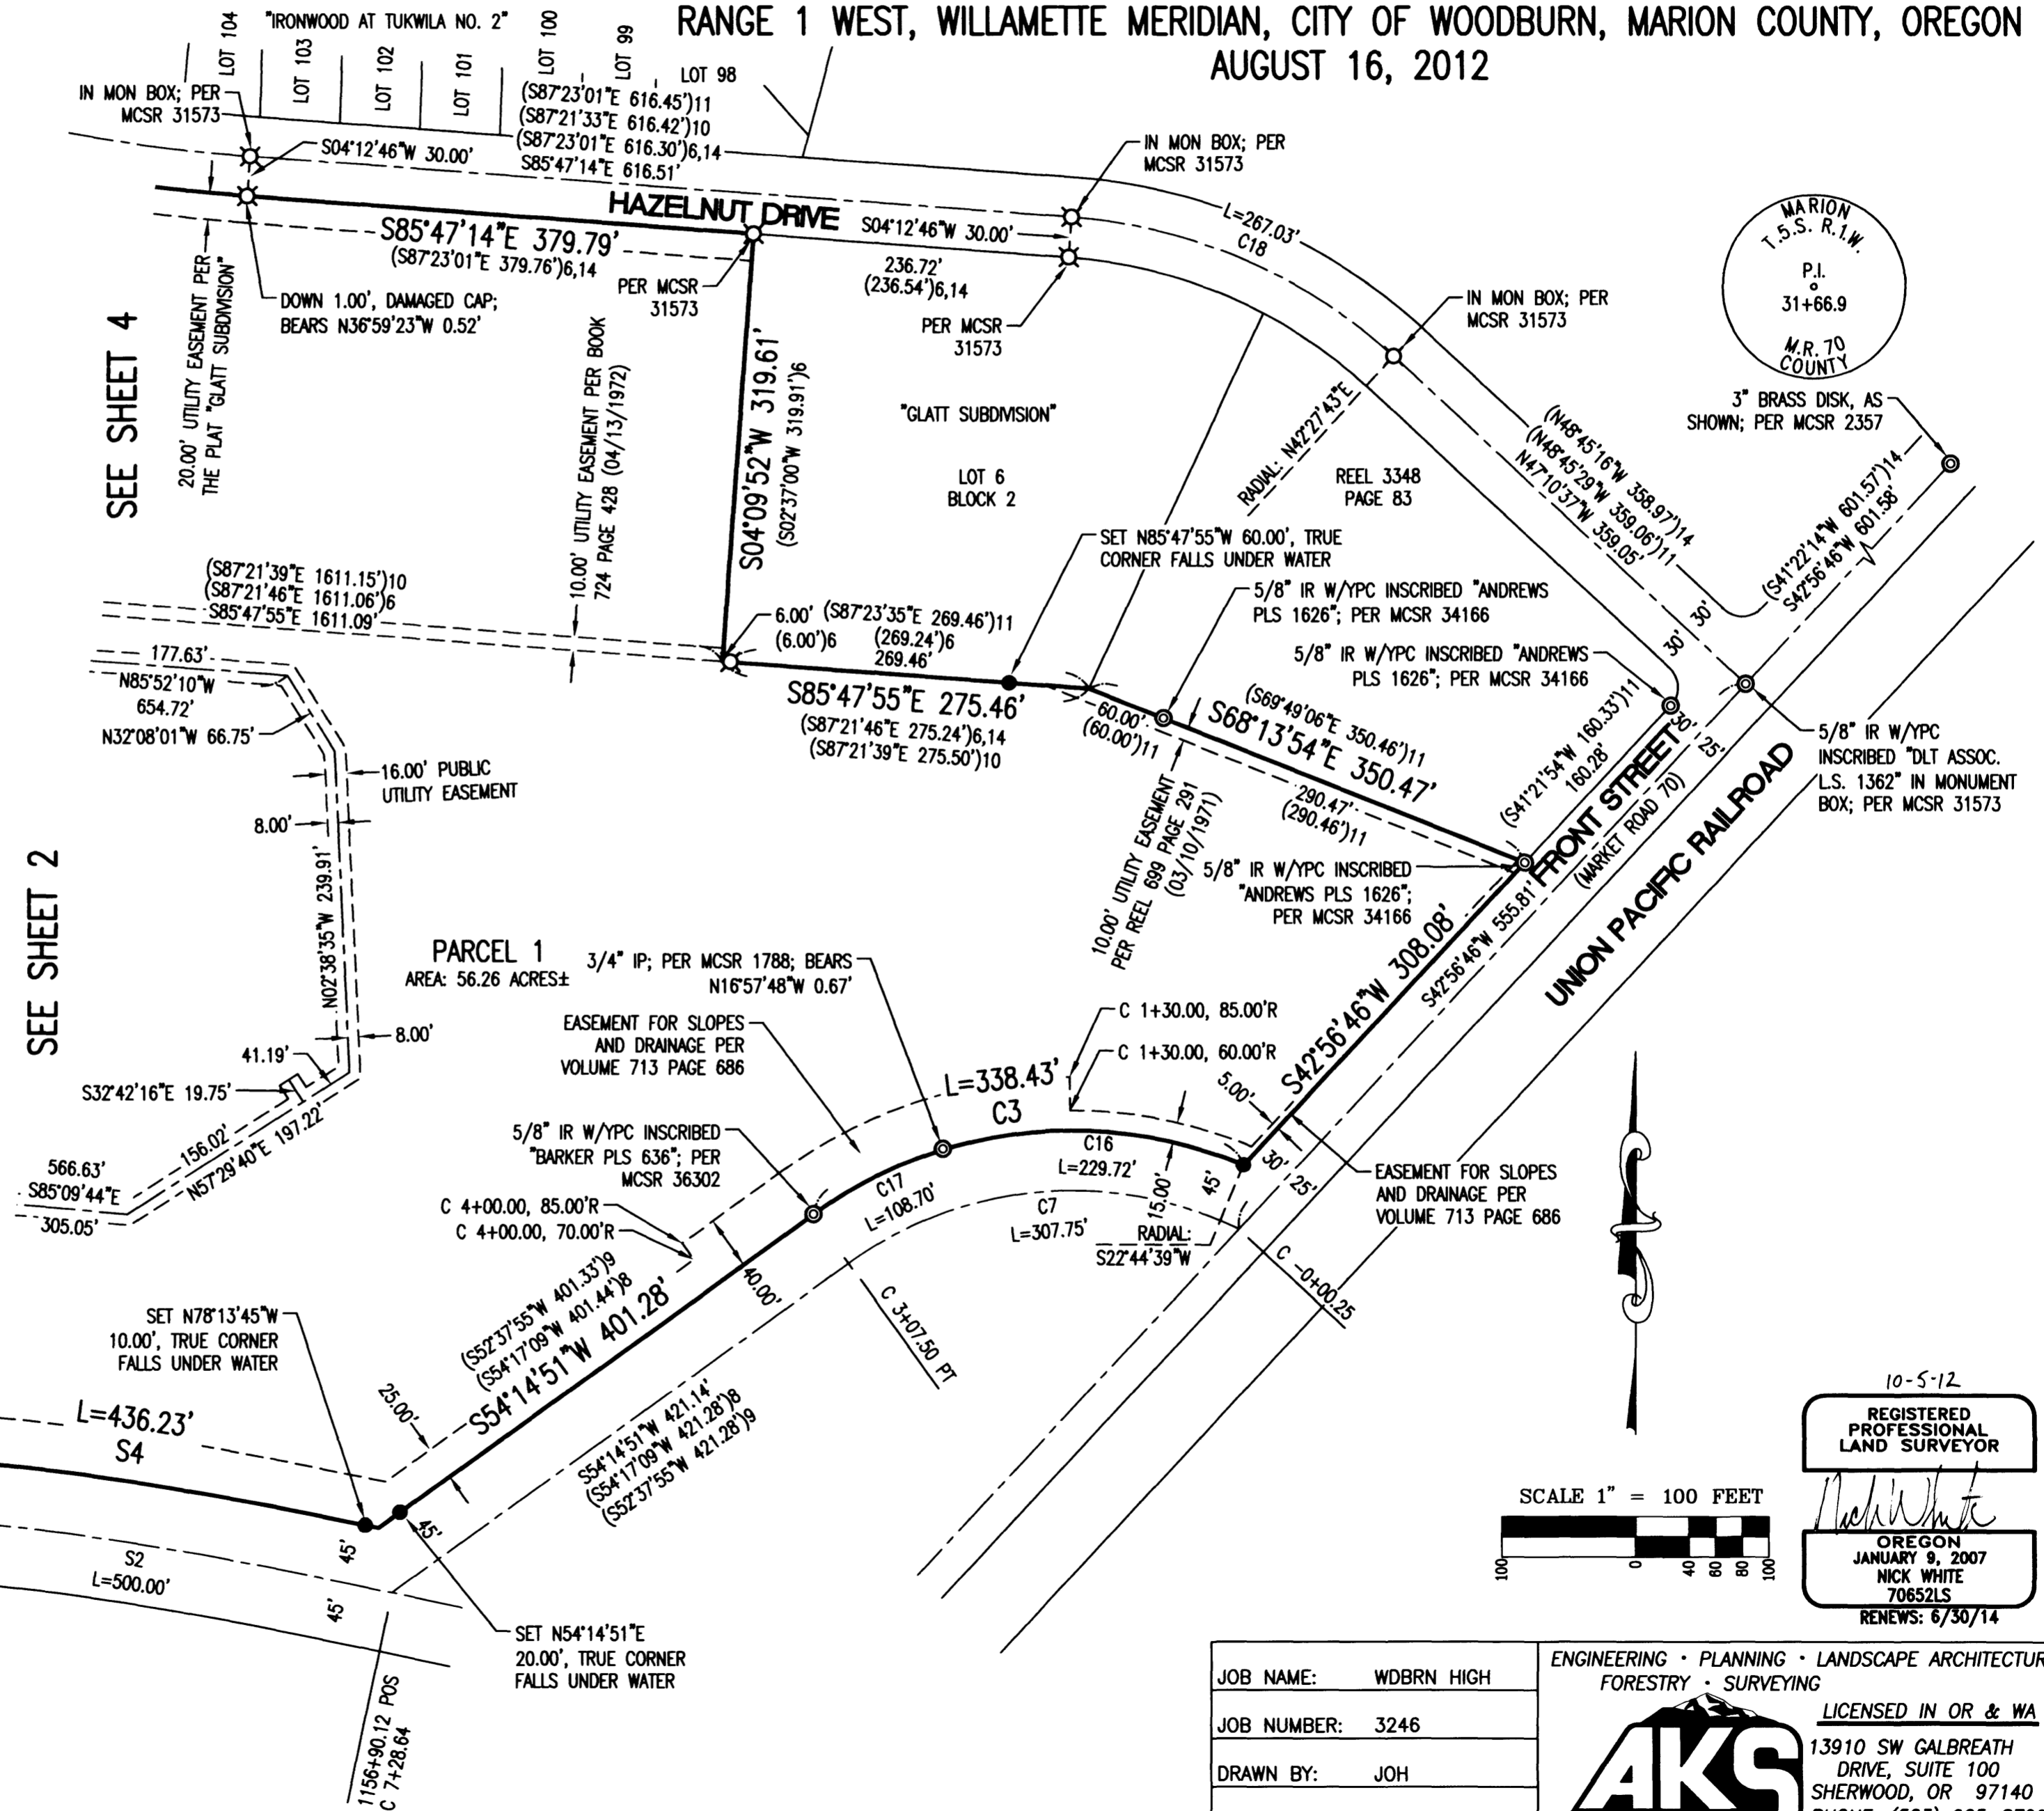 RANGE 1 WEST, WILLAMETTE MERIDIAN, CITY OF WOODBURN, MARION COUNTY, OREGON
AUGUST 16, 2012
"IRONWOOD AT TUKWILA NO. 2"
LOT 104
LOT 103
LOT 102
LOT 101
LOT 100
LOT 99
LOT 98
IN MON BOX; PER
MCSR 31573
(S87°23'01"E 616.45')11
(S87°21'33"E 616.42')10
(S87°23'01"E 616.30')6,14
S85°47'14"E 616.51'
S04°12'46"W 30.00'
IN MON BOX; PER
MCSR 31573
HAZELNUT DRIVE
S85°47'14"E 379.79'
(S87°23'01"E 379.76')6,14
S04°12'46"W 30.00'
236.72'
(236.54')6,14
L=267.03'
C18
MARION
T.5.S. R.1.W.
P.I.
31+66.9
M.R. 70
COUNTY
3" BRASS DISK, AS
SHOWN; PER MCSR 2357
SEE SHEET 4
20.00' UTILITY EASEMENT PER
THE PLAT "GLATT SUBDIVISION"
DOWN 1.00', DAMAGED CAP;
BEARS N36°59'23"W 0.52'
PER MCSR
31573
PER MCSR
31573
IN MON BOX; PER
MCSR 31573
10.00' UTILITY EASEMENT PER BOOK
724 PAGE 428 (04/13/1972)
S04°09'52"W 319.61'
(S02°37'00"W 319.91')6
"GLATT SUBDIVISION"
LOT 6
BLOCK 2
RADIAL: N42°27'43"E
REEL 3348
PAGE 83
(N48°45'16"W 358.97')14
(N48°45'29"W 359.06')11
N47°10'37"W 359.05'
(S41°22'14"W 601.57')14
S42°56'46"W 601.58'
30'
30'
SET N85°47'55"W 60.00', TRUE
CORNER FALLS UNDER WATER
5/8" IR W/YPC INSCRIBED "ANDREWS
PLS 1626"; PER MCSR 34166
5/8" IR W/YPC INSCRIBED "ANDREWS
PLS 1626"; PER MCSR 34166
(S87°21'39"E 1611.15')10
(S87°21'46"E 1611.06')6
S85°47'55"E 1611.09'
6.00'
(6.00')6
(S87°23'35"E 269.46')11
(269.24')6
269.46'
S85°47'55"E 275.46'
(S87°21'46"E 275.24')6,14
(S87°21'39"E 275.50')10
60.00'
(60.00')11
(S69°49'06"E 350.46')11
S68°13'54"E 350.47'
290.47'
(290.46')11
10.00' UTILITY EASEMENT
PER REEL 699 PAGE 291
(03/10/1971)
(S41°21'54"W 160.33')11
160.28'
30'
25'
FRONT STREET
(MARKET ROAD 70)
UNION PACIFIC RAILROAD
5/8" IR W/YPC
INSCRIBED "DLT ASSOC.
L.S. 1362" IN MONUMENT
BOX; PER MCSR 31573
5/8" IR W/YPC INSCRIBED
"ANDREWS PLS 1626";
PER MCSR 34166
177.63'
N85°52'10"W
654.72'
N32°08'01"W 66.75'
16.00' PUBLIC
UTILITY EASEMENT
8.00'
N02°38'35"W 239.91'
8.00'
SEE SHEET 2
41.19'
S32°42'16"E 19.75'
156.02'
N57°29'40"E 197.22'
566.63'
S85°09'44"E
305.05'
PARCEL 1
AREA: 56.26 ACRES±
3/4" IP; PER MCSR 1788; BEARS
N16°57'48"W 0.67'
EASEMENT FOR SLOPES
AND DRAINAGE PER
VOLUME 713 PAGE 686
C 1+30.00, 85.00'R
C 1+30.00, 60.00'R
S42°56'46"W 308.08'
S42°56'46"W 555.81'
5.00'
L=338.43'
C3
C16
L=229.72'
C17
L=108.70'
C7
L=307.75'
15.00'
45'
30'
25'
RADIAL:
S22°44'39"W
C -0+00.25
EASEMENT FOR SLOPES
AND DRAINAGE PER
VOLUME 713 PAGE 686
5/8" IR W/YPC INSCRIBED
"BARKER PLS 636"; PER
MCSR 36302
C 4+00.00, 85.00'R
C 4+00.00, 70.00'R
40.00'
C 3+07.50 PT
(S52°37'55"W 401.33')9
(S54°17'09"W 401.44')8
S54°14'51"W 401.28'
S54°14'51"W 421.14'
(S54°17'09"W 421.28')8
(S52°37'55"W 421.28')9
SET N78°13'45"W
10.00', TRUE CORNER
FALLS UNDER WATER
25.00'
L=436.23'
S4
45'
45'
S2
L=500.00'
45'
SET N54°14'51"E
20.00', TRUE CORNER
FALLS UNDER WATER
1156+90.12 POS
C 7+28.64
SCALE 1" = 100 FEET
100
0
40
60
80
100
10-5-12
REGISTERED
PROFESSIONAL
LAND SURVEYOR
Nick White
OREGON
JANUARY 9, 2007
NICK WHITE
70652LS
RENEWS: 6/30/14
JOB NAME: WDBRN HIGH
JOB NUMBER: 3246
DRAWN BY: JOH
ENGINEERING · PLANNING · LANDSCAPE ARCHITECTUR
FORESTRY · SURVEYING
LICENSED IN OR & WA
AKS
13910 SW GALBREATH
DRIVE, SUITE 100
SHERWOOD, OR 97140